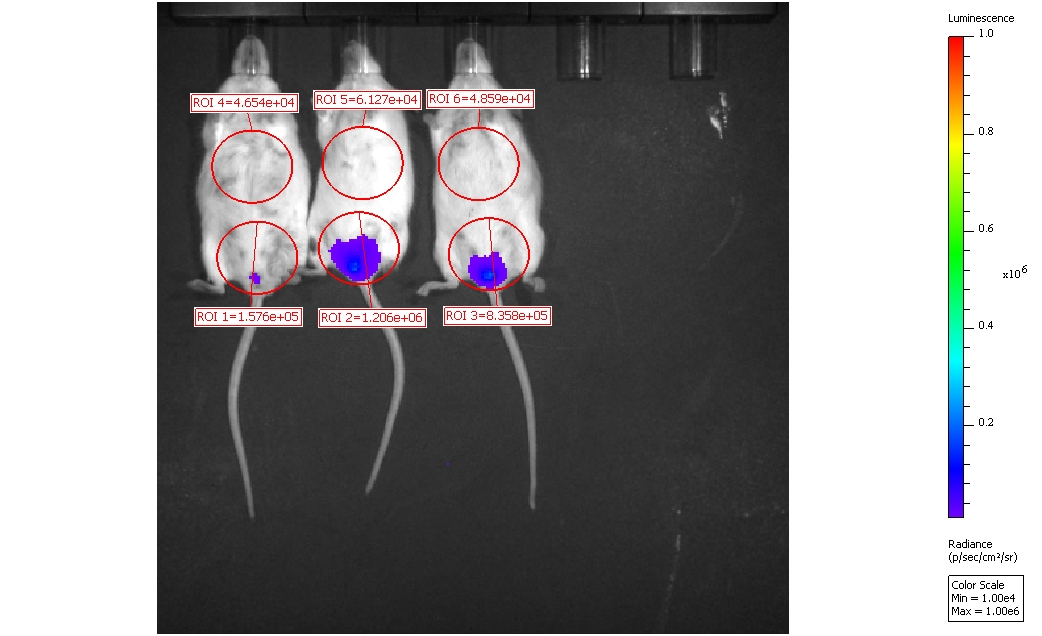 Luminescence
1.0
0.8
0.6
x10⁶
0.4
0.2
Radiance
(p/sec/cm²/sr)
Color Scale
Min = 1.00e4
Max = 1.00e6
ROI 4=4.654e+04
ROI 5=6.127e+04
ROI 6=4.859e+04
ROI 1=1.576e+05
ROI 2=1.206e+06
ROI 3=8.358e+05